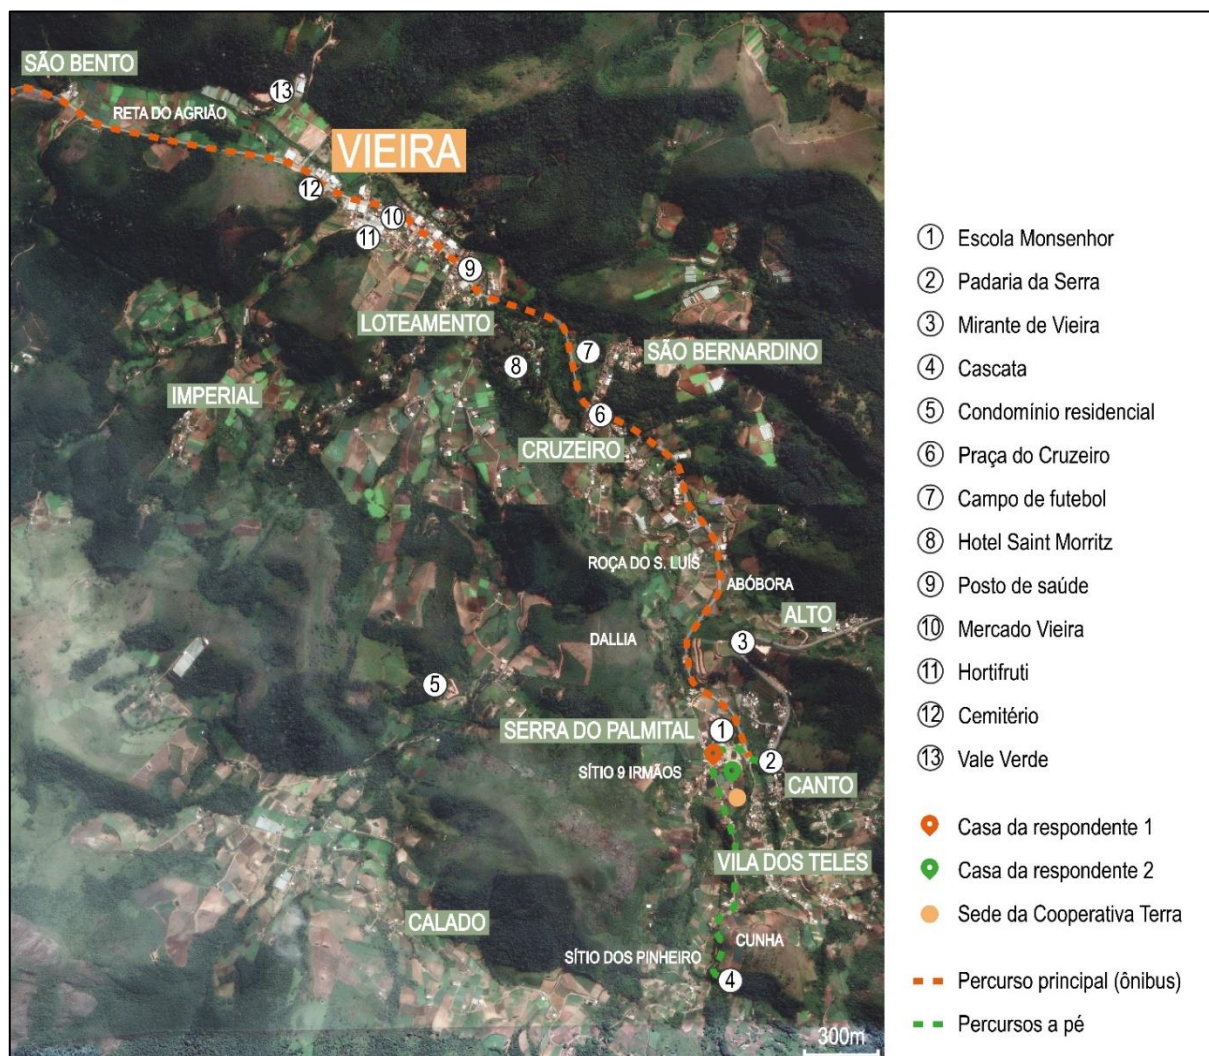 SÃO BENTO
13
RETA DO AGRIÃO
VIEIRA
12
10
11
9
LOTEAMENTO
7
SÃO BERNARDINO
8
IMPERIAL
6
CRUZEIRO
ROÇA DO S. LUÍS
ABÓBORA
ALTO
DALLIA
3
5
SERRA DO PALMITAL
1
2
SÍTIO 9 IRMÃOS
CANTO
VILA DOS TELES
CALADO
CUNHA
SÍTIO DOS PINHEIRO
4
300m
1 Escola Monsenhor
2 Padaria da Serra
3 Mirante de Vieira
4 Cascata
5 Condomínio residencial
6 Praça do Cruzeiro
7 Campo de futebol
8 Hotel Saint Morritz
9 Posto de saúde
10 Mercado Vieira
11 Hortifruti
12 Cemitério
13 Vale Verde
Casa da respondente 1
Casa da respondente 2
Sede da Cooperativa Terra
Percurso principal (ônibus)
Percursos a pé